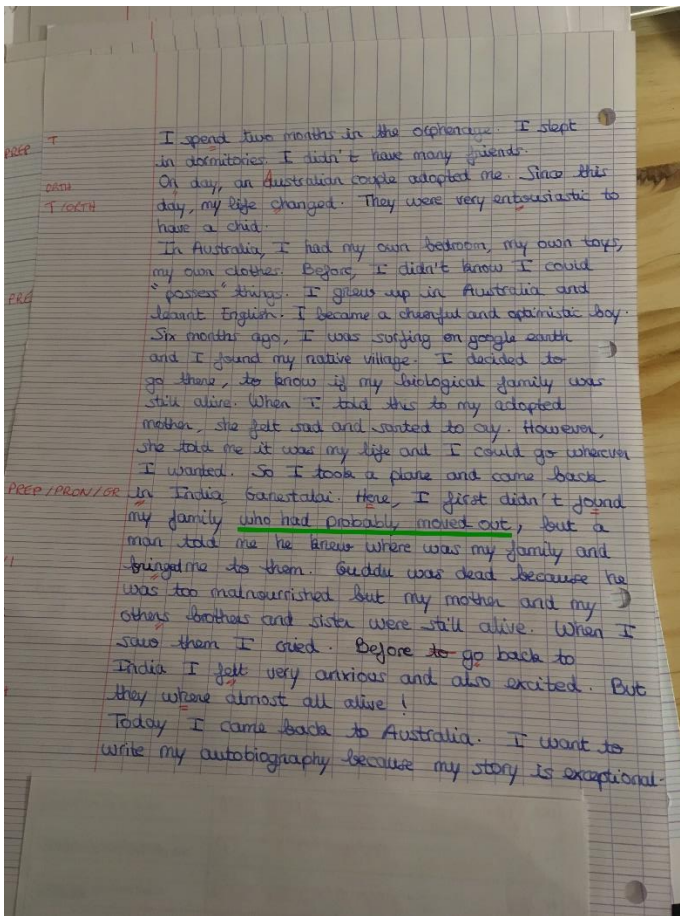 PREP T I spend two months in the orphenage. I slept
in dormitories. I didn't have many friends.
ORTH On day, an Australian couple adopted me. Since this
T/ORTH day, my life changed. They were very entousiastic to
have a chid.
In Australia, I had my own bedroom, my own toys,
my own clothes. Before, I didn't know I could
PRE "possess" things. I grew up in Australia and
learnt English. I became a cheerful and optimistic boy.
Six months ago, I was surfing on google earth
and I found my native village. I decided to
go there, to know if my biological family was
still alive. When I told this to my adopted
mother, she felt sad and wanted to cry. However,
she told me it was my life and I could go wherever
I wanted. So I took a plane and came back
PREP/PRON/GR in India Ganestalai. Here, I first didn't found
my family who had probably moved out, but a
man told me he knew where was my family and
bringed me to them. Guddu was dead because he
was too malnourrished but my mother and my
others brothers and sister were still alive. When I
saw them I cried. Before to go back to
India I felt very anxious and also excited. But
they where almost all alive !
Today I came back to Australia. I want to
write my autobiography because my story is exceptional.